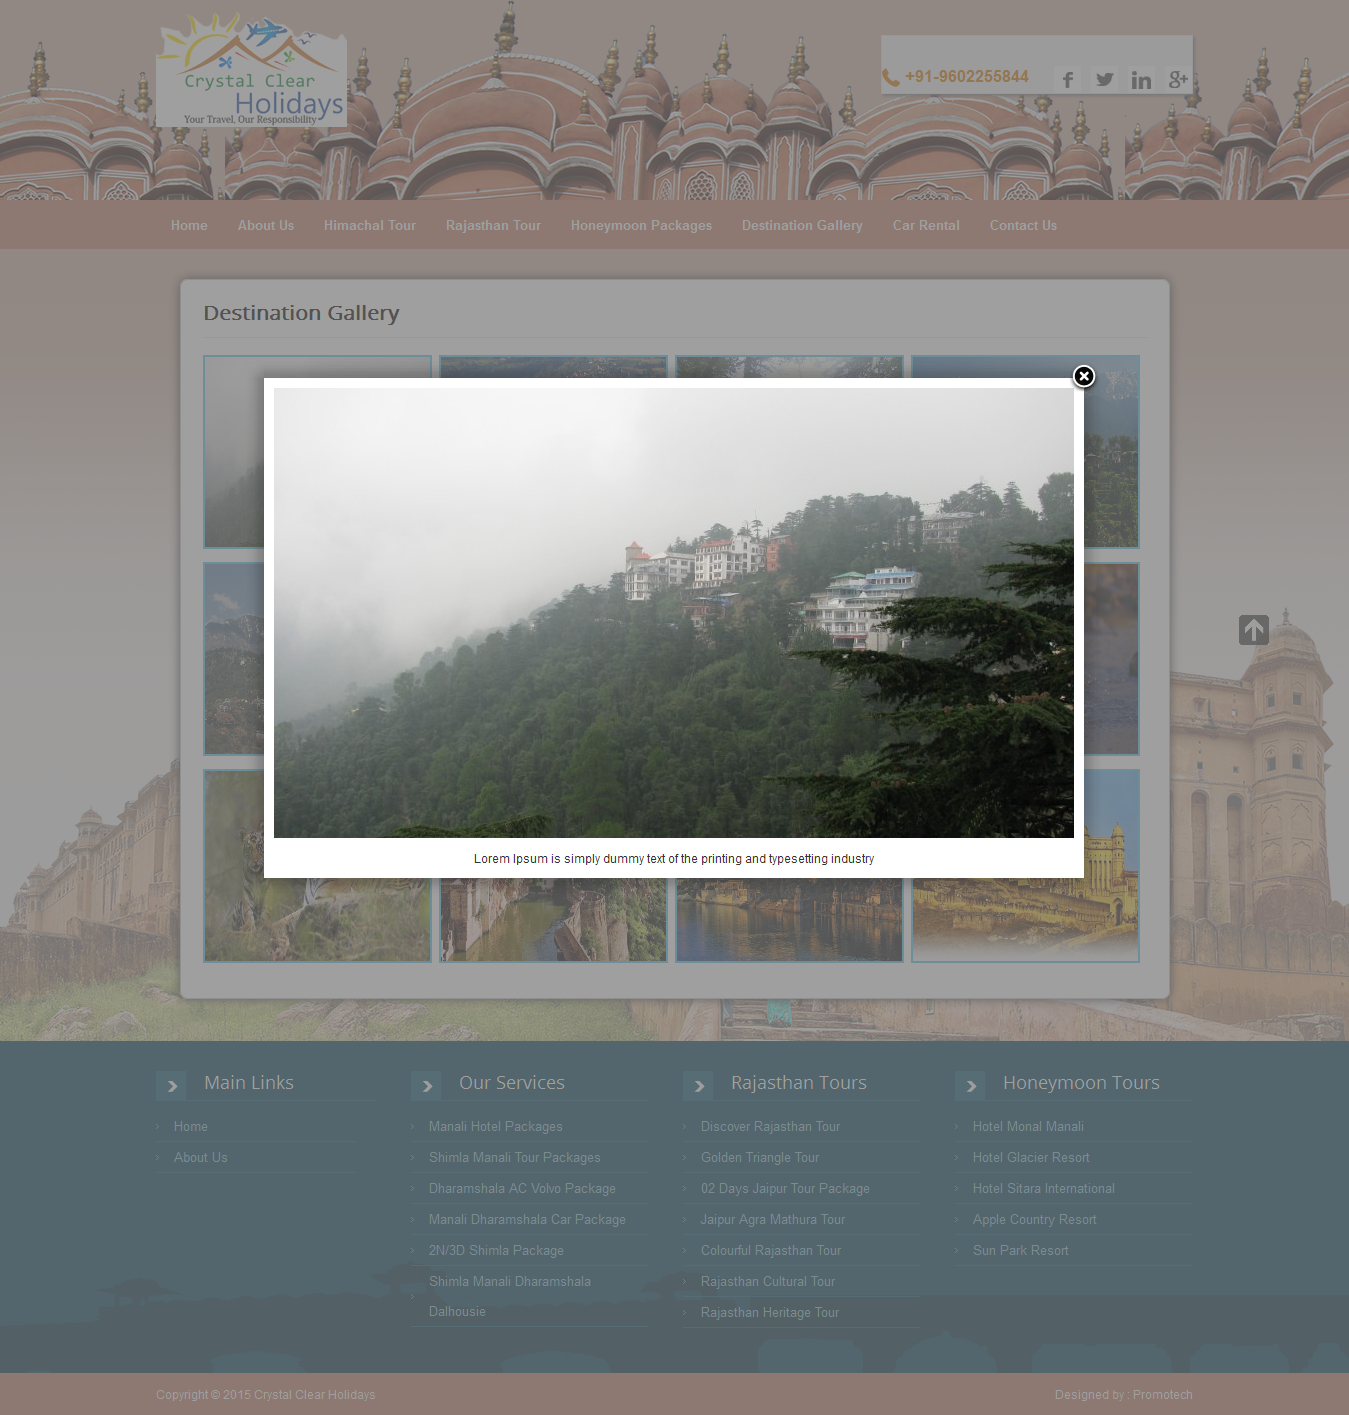 Crystal Clear
Holidays
Your Travel, Our Responsibility
+91-9602255844
Home About Us Himachal Tour Rajasthan Tour Honeymoon Packages Destination Gallery Car Rental Contact Us
Destination Gallery
Lorem Ipsum is simply dummy text of the printing and typesetting industry
Main Links
Home
About Us
Our Services
Manali Hotel Packages
Shimla Manali Tour Packages
Dharamshala AC Volvo Package
Manali Dharamshala Car Package
2N/3D Shimla Package
Shimla Manali Dharamshala
Dalhousie
Rajasthan Tours
Discover Rajasthan Tour
Golden Triangle Tour
02 Days Jaipur Tour Package
Jaipur Agra Mathura Tour
Colourful Rajasthan Tour
Rajasthan Cultural Tour
Rajasthan Heritage Tour
Honeymoon Tours
Hotel Monal Manali
Hotel Glacier Resort
Hotel Sitara International
Apple Country Resort
Sun Park Resort
Copyright © 2015 Crystal Clear Holidays
Designed by : Promotech